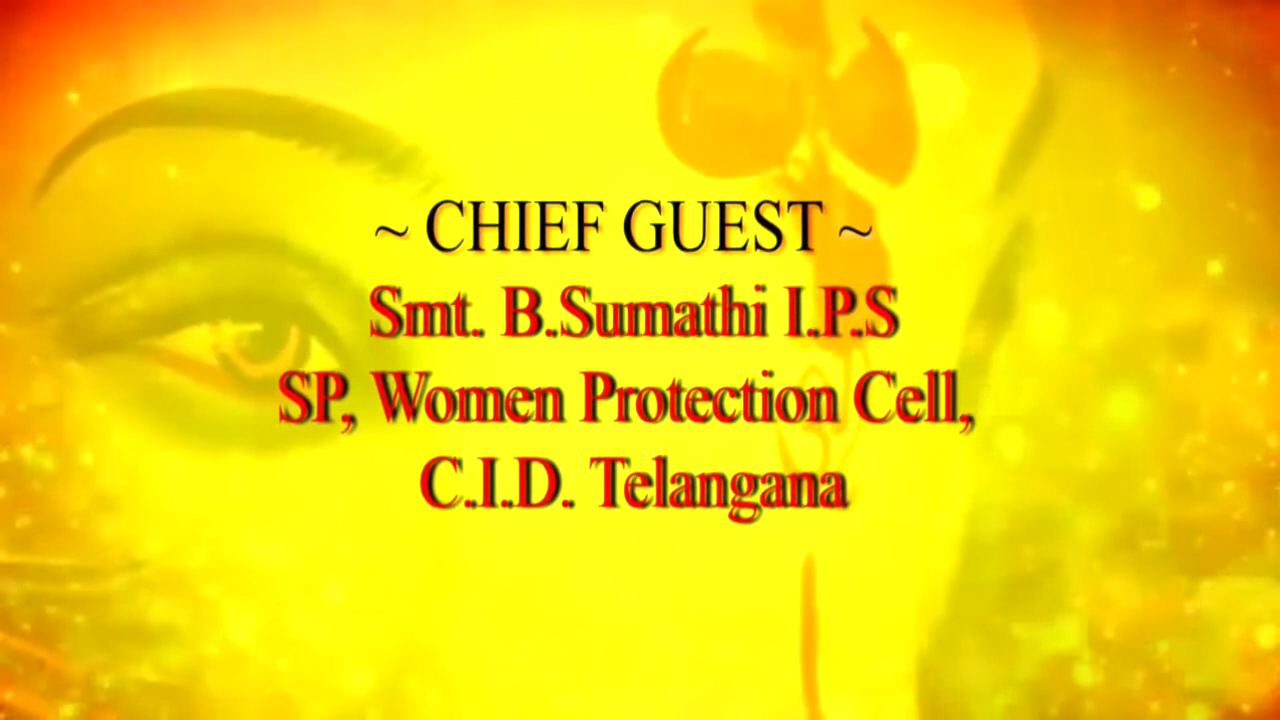 ~ CHIEF GUEST ~
Smt. B.Sumathi I.P.S
SP, Women Protection Cell,
C.I.D. Telangana